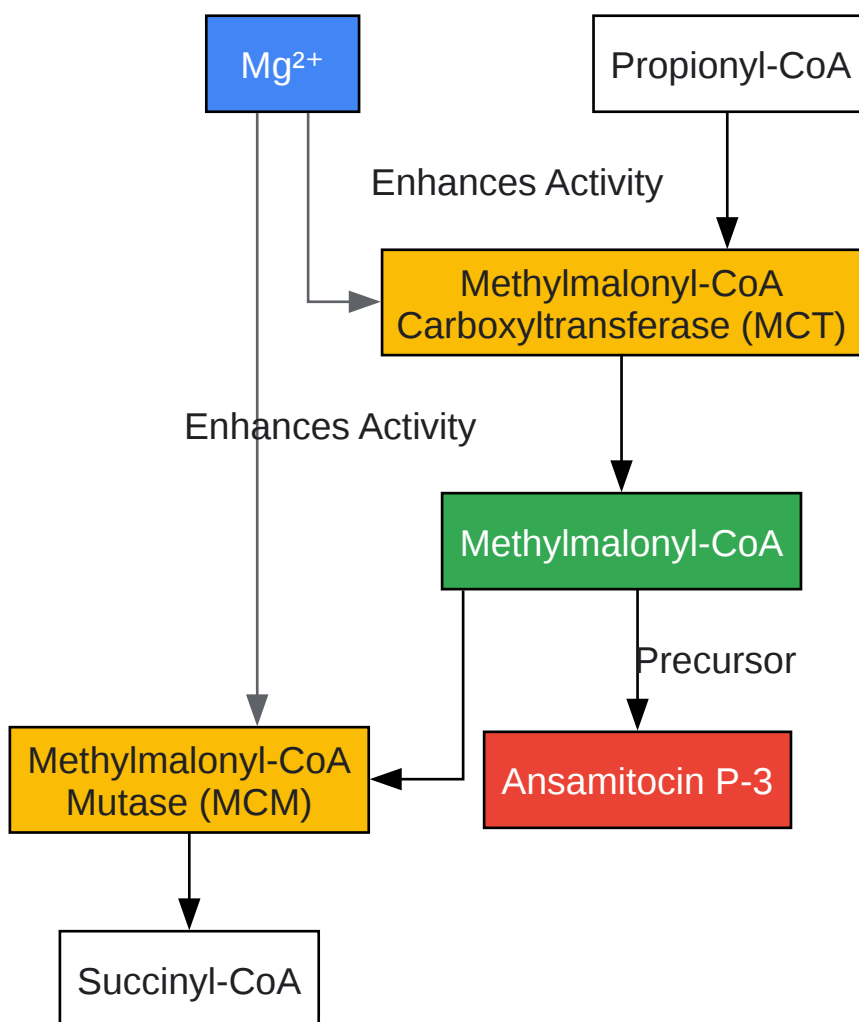 Mg²⁺
Propionyl-CoA
Enhances Activity
Methylmalonyl-CoA
Carboxyltransferase (MCT)
Enhances Activity
Methylmalonyl-CoA
Precursor
Methylmalonyl-CoA
Mutase (MCM)
Ansamitocin P-3
Succinyl-CoA